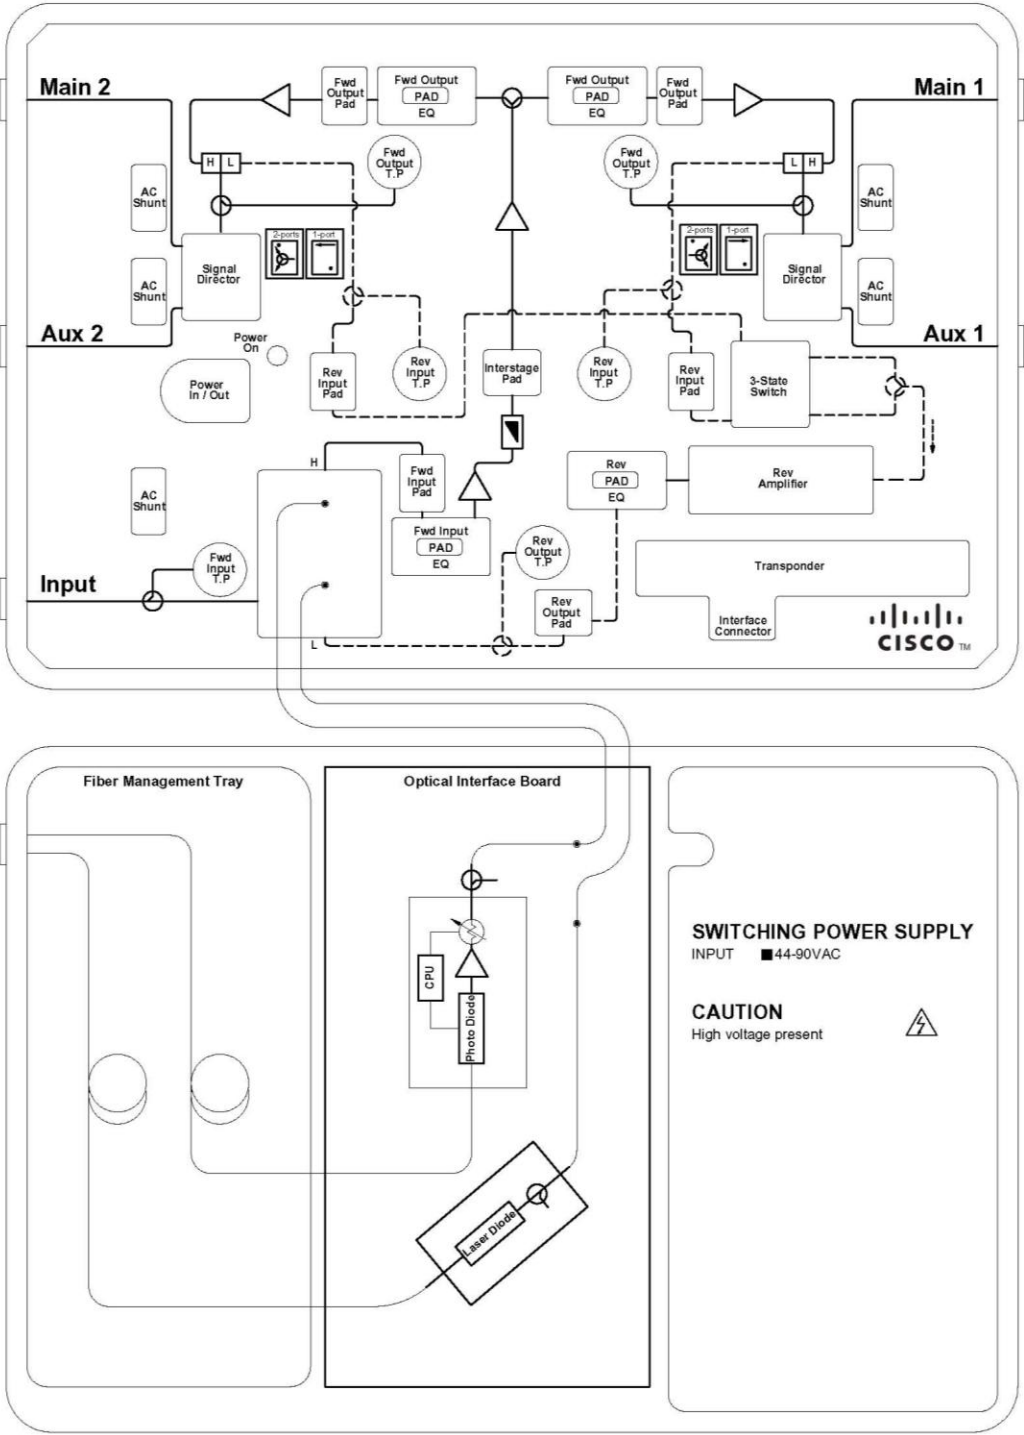 Main 2
Fwd
Output
Pad
Fwd Output
PAD
EQ
Fwd Output
PAD
EQ
Fwd
Output
Pad
Main 1
H L
Fwd
Output
T.P
Fwd
Output
T.P
L H
AC
Shunt
AC
Shunt
2-ports
1-port
2-ports
1-port
Signal
Director
Signal
Director
AC
Shunt
AC
Shunt
Aux 2
Aux 1
Power
On
Power
In / Out
Rev
Input
Pad
Rev
Input
T.P
Interstage
Pad
Rev
Input
T.P
Rev
Input
Pad
3-State
Switch
H
Fwd
Input
Pad
Rev
PAD
EQ
Rev
Amplifier
AC
Shunt
Fwd Input
PAD
EQ
Rev
Output
T.P
Fwd
Input
T.P
Transponder
Input
Rev
Output
Pad
Interface
Connector
L
CISCO TM
Fiber Management Tray
Optical Interface Board
CPU
Photo Diode
Laser Diode
SWITCHING POWER SUPPLY
INPUT ■44-90VAC
CAUTION
High voltage present